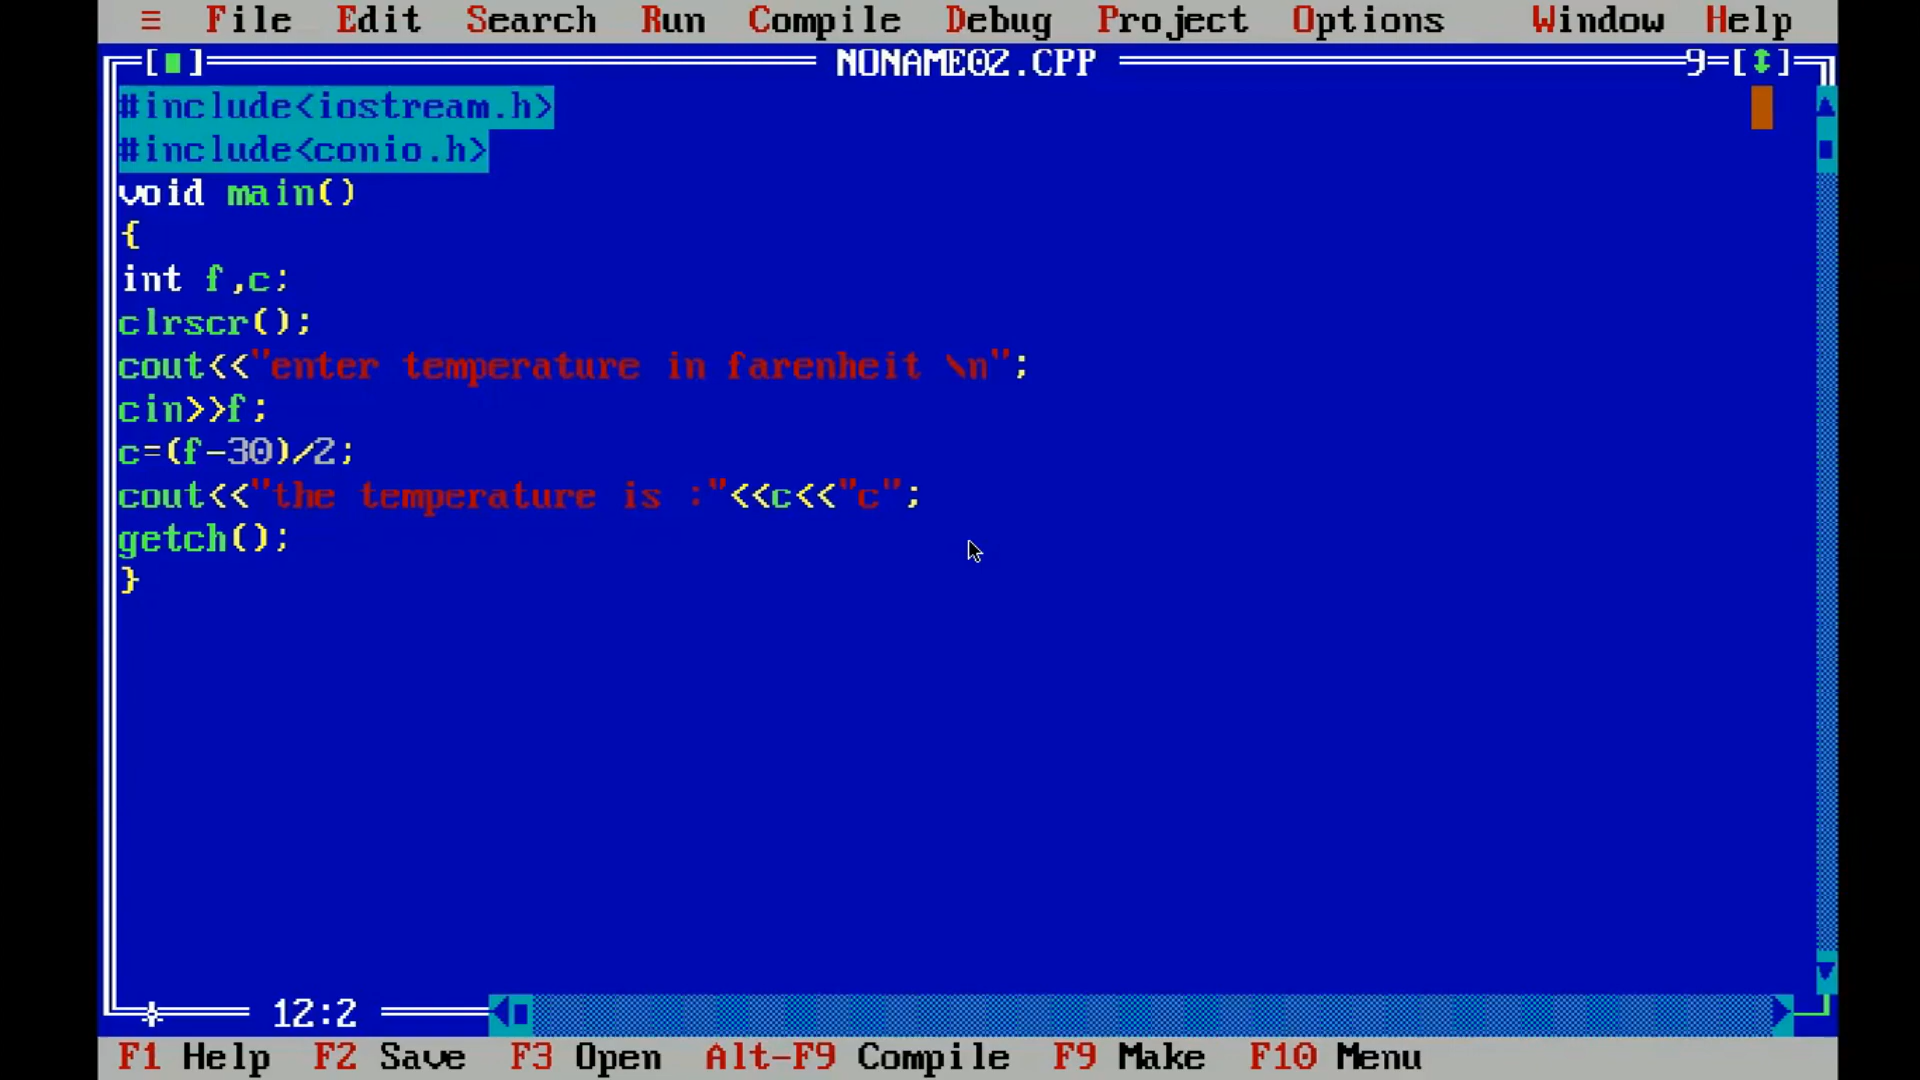 ≡ File Edit Search Run Compile Debug Project Options Window Help
[■] NONAME02.CPP 9=[↕]
#include<iostream.h>
#include<conio.h>
void main()
{
int f,c;
clrscr();
cout<<"enter temperature in farenheit \n";
cin>>f;
c=(f-30)/2;
cout<<"the temperature is :"<<c<<"c";
getch();
}
12:2
F1 Help F2 Save F3 Open Alt-F9 Compile F9 Make F10 Menu